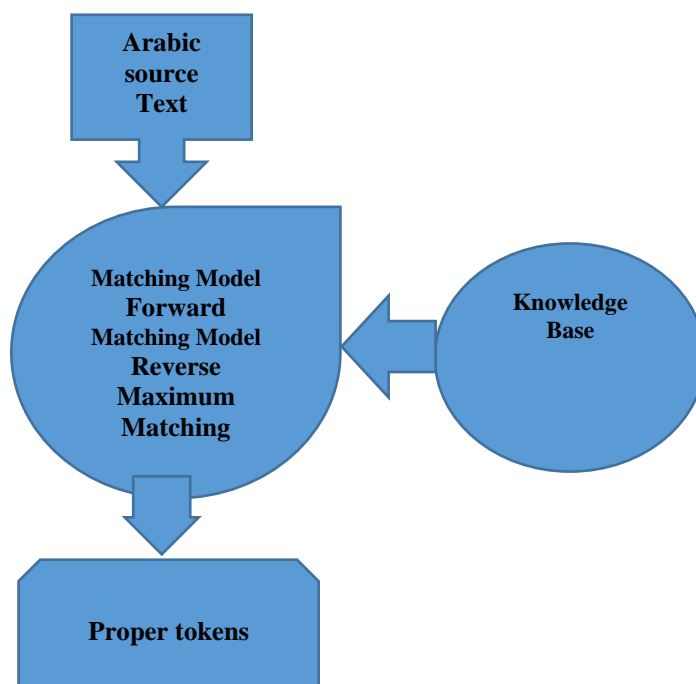 Arabic
source
Text
Matching Model
Forward
Matching Model
Reverse
Maximum
Matching
Knowledge
Base
Proper tokens